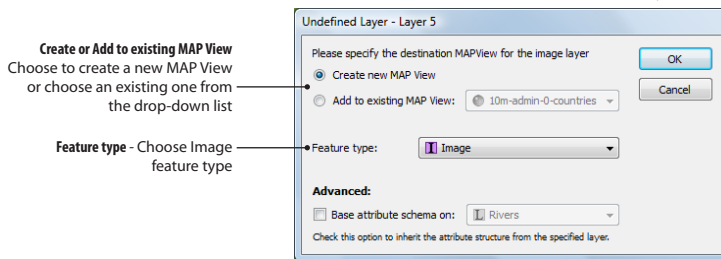 Undefined Layer - Layer 5
Create or Add to existing MAP View
Choose to create a new MAP View
or choose an existing one from
the drop-down list
Please specify the destination MAPView for the image layer
Create new MAP View
Add to existing MAP View:
10m-admin-0-countries
OK
Cancel
Feature type - Choose Image
feature type
Feature type:
I Image
Advanced:
Base attribute schema on:
L Rivers
Check this option to inherit the attribute structure from the specified layer.